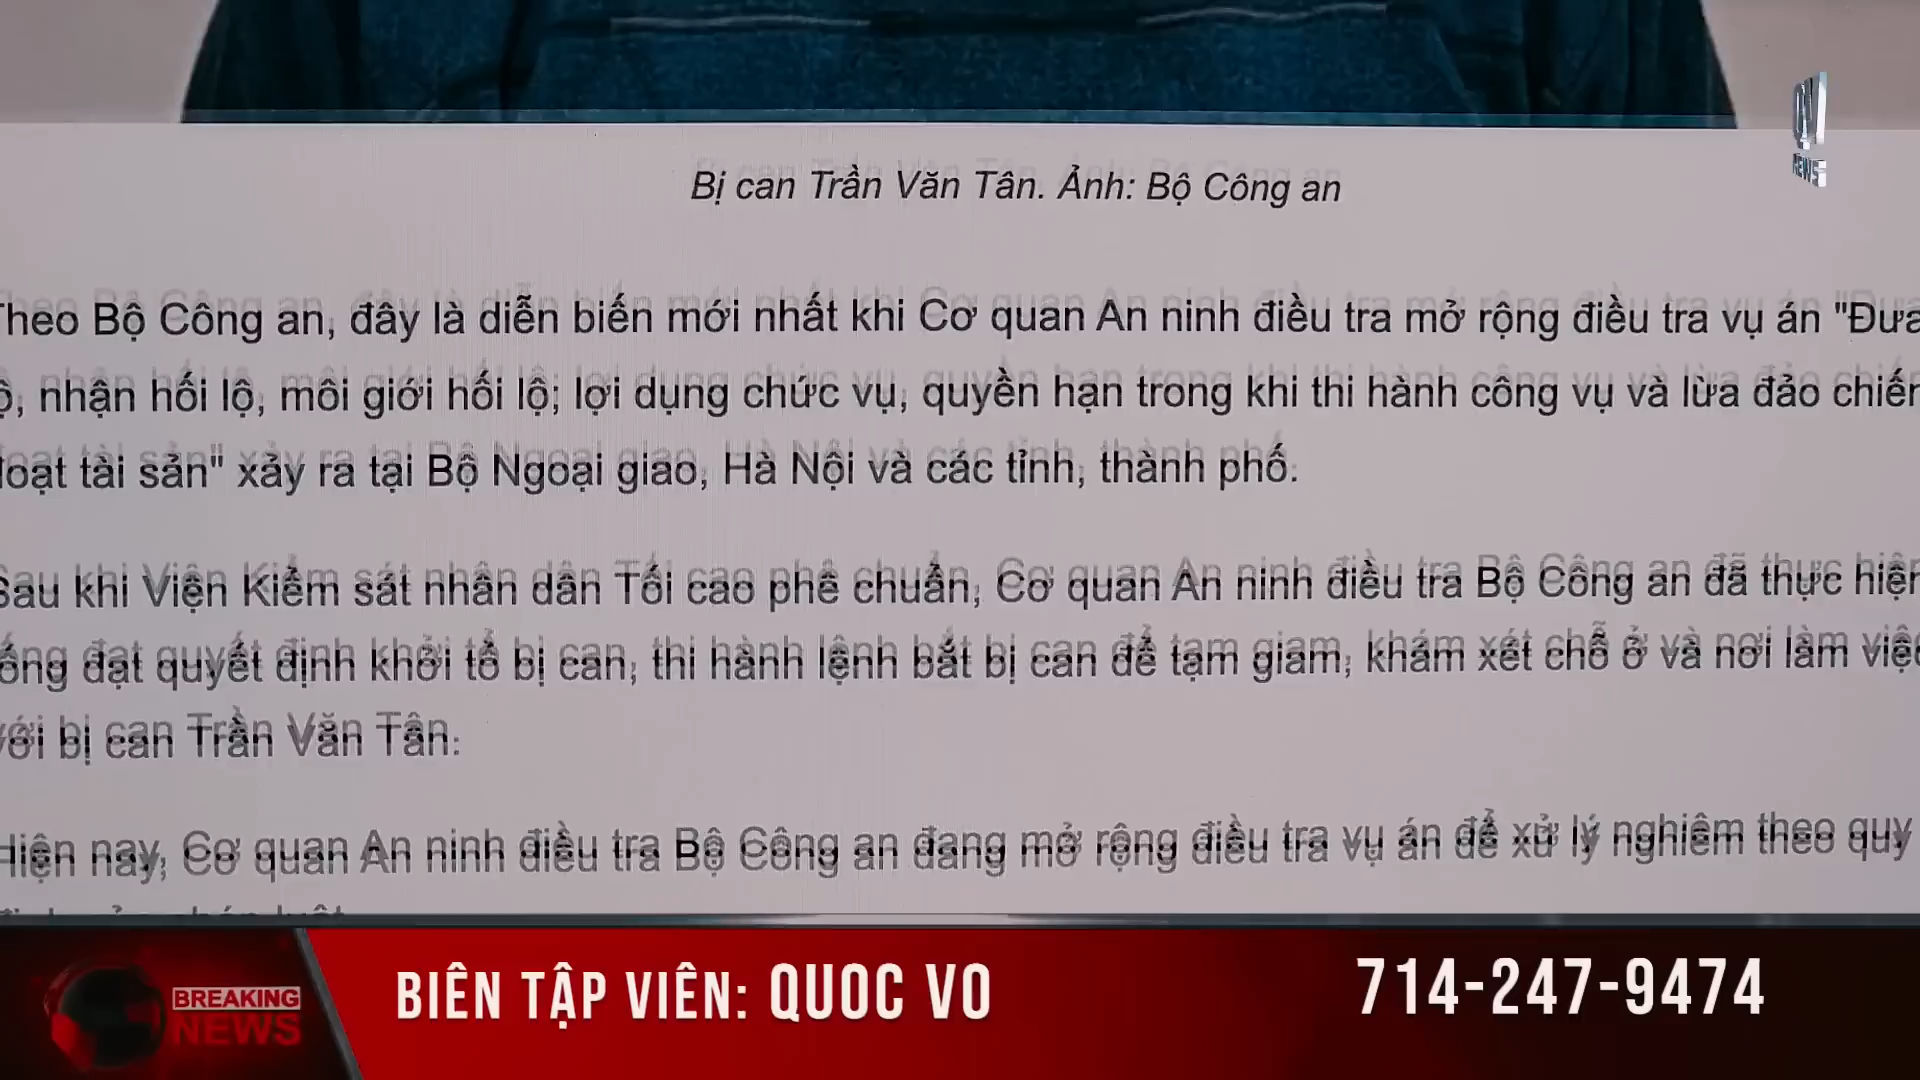 QV
NEWS
Bị can Trần Văn Tân. Ảnh: Bộ Công an
Theo Bộ Công an, đây là diễn biến mới nhất khi Cơ quan An ninh điều tra mở rộng điều tra vụ án "Đưa
ộ, nhận hối lộ, môi giới hối lộ; lợi dụng chức vụ, quyền hạn trong khi thi hành công vụ và lừa đảo chiếm
đoạt tài sản" xảy ra tại Bộ Ngoại giao, Hà Nội và các tỉnh, thành phố.
Sau khi Viện Kiểm sát nhân dân Tối cao phê chuẩn, Cơ quan An ninh điều tra Bộ Công an đã thực hiện
ống đạt quyết định khởi tố bị can, thi hành lệnh bắt bị can để tạm giam, khám xét chỗ ở và nơi làm việc
với bị can Trần Văn Tân.
Hiện nay, Cơ quan An ninh điều tra Bộ Công an đang mở rộng điều tra vụ án để xử lý nghiêm theo quy
BREAKING
NEWS
BIÊN TẬP VIÊN: QUOC VO
714-247-9474